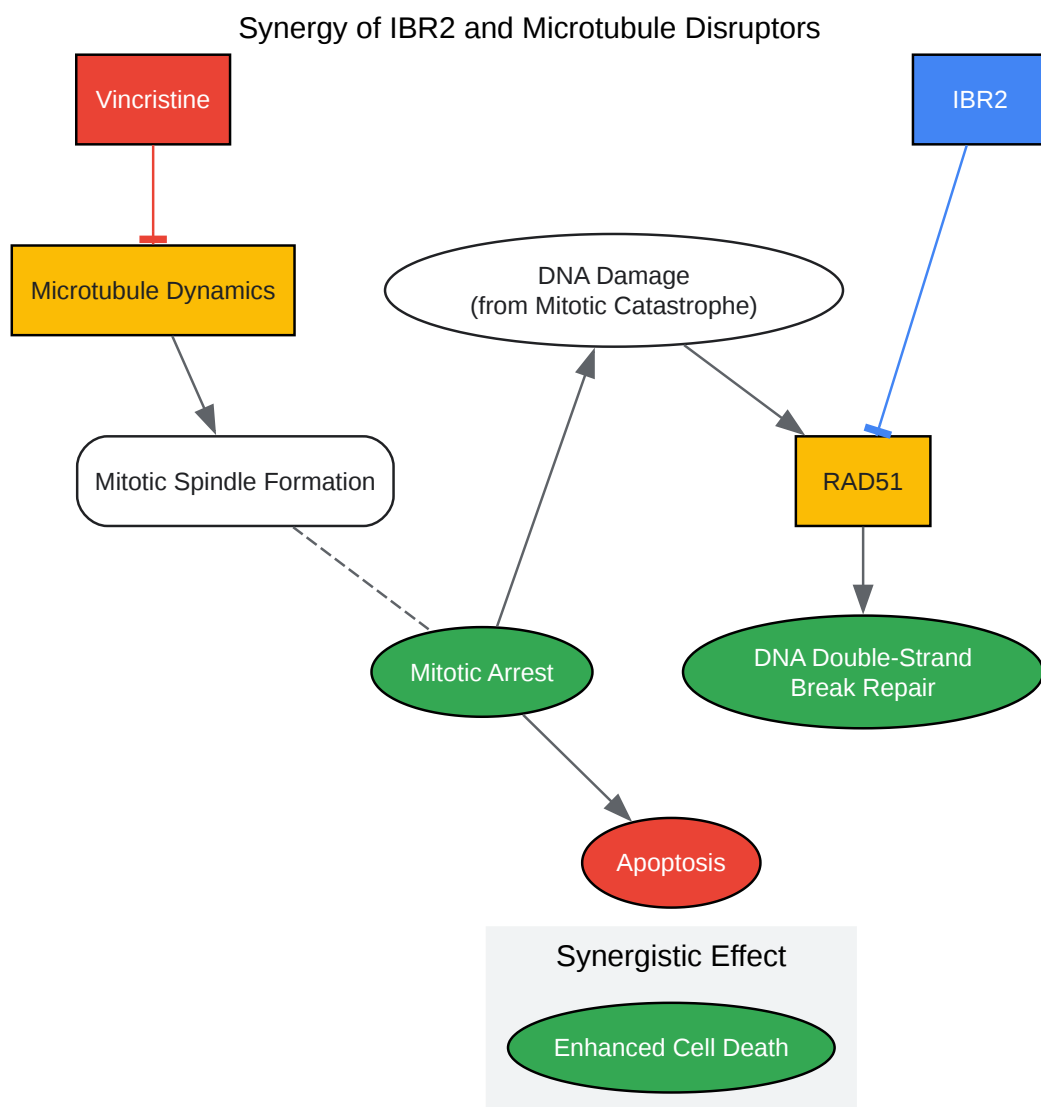 Synergy of IBR2 and Microtubule Disruptors
Vincristine
IBR2
Microtubule Dynamics
DNA Damage
(from Mitotic Catastrophe)
Mitotic Spindle Formation
RAD51
Mitotic Arrest
DNA Double-Strand
Break Repair
Apoptosis
Synergistic Effect
Enhanced Cell Death